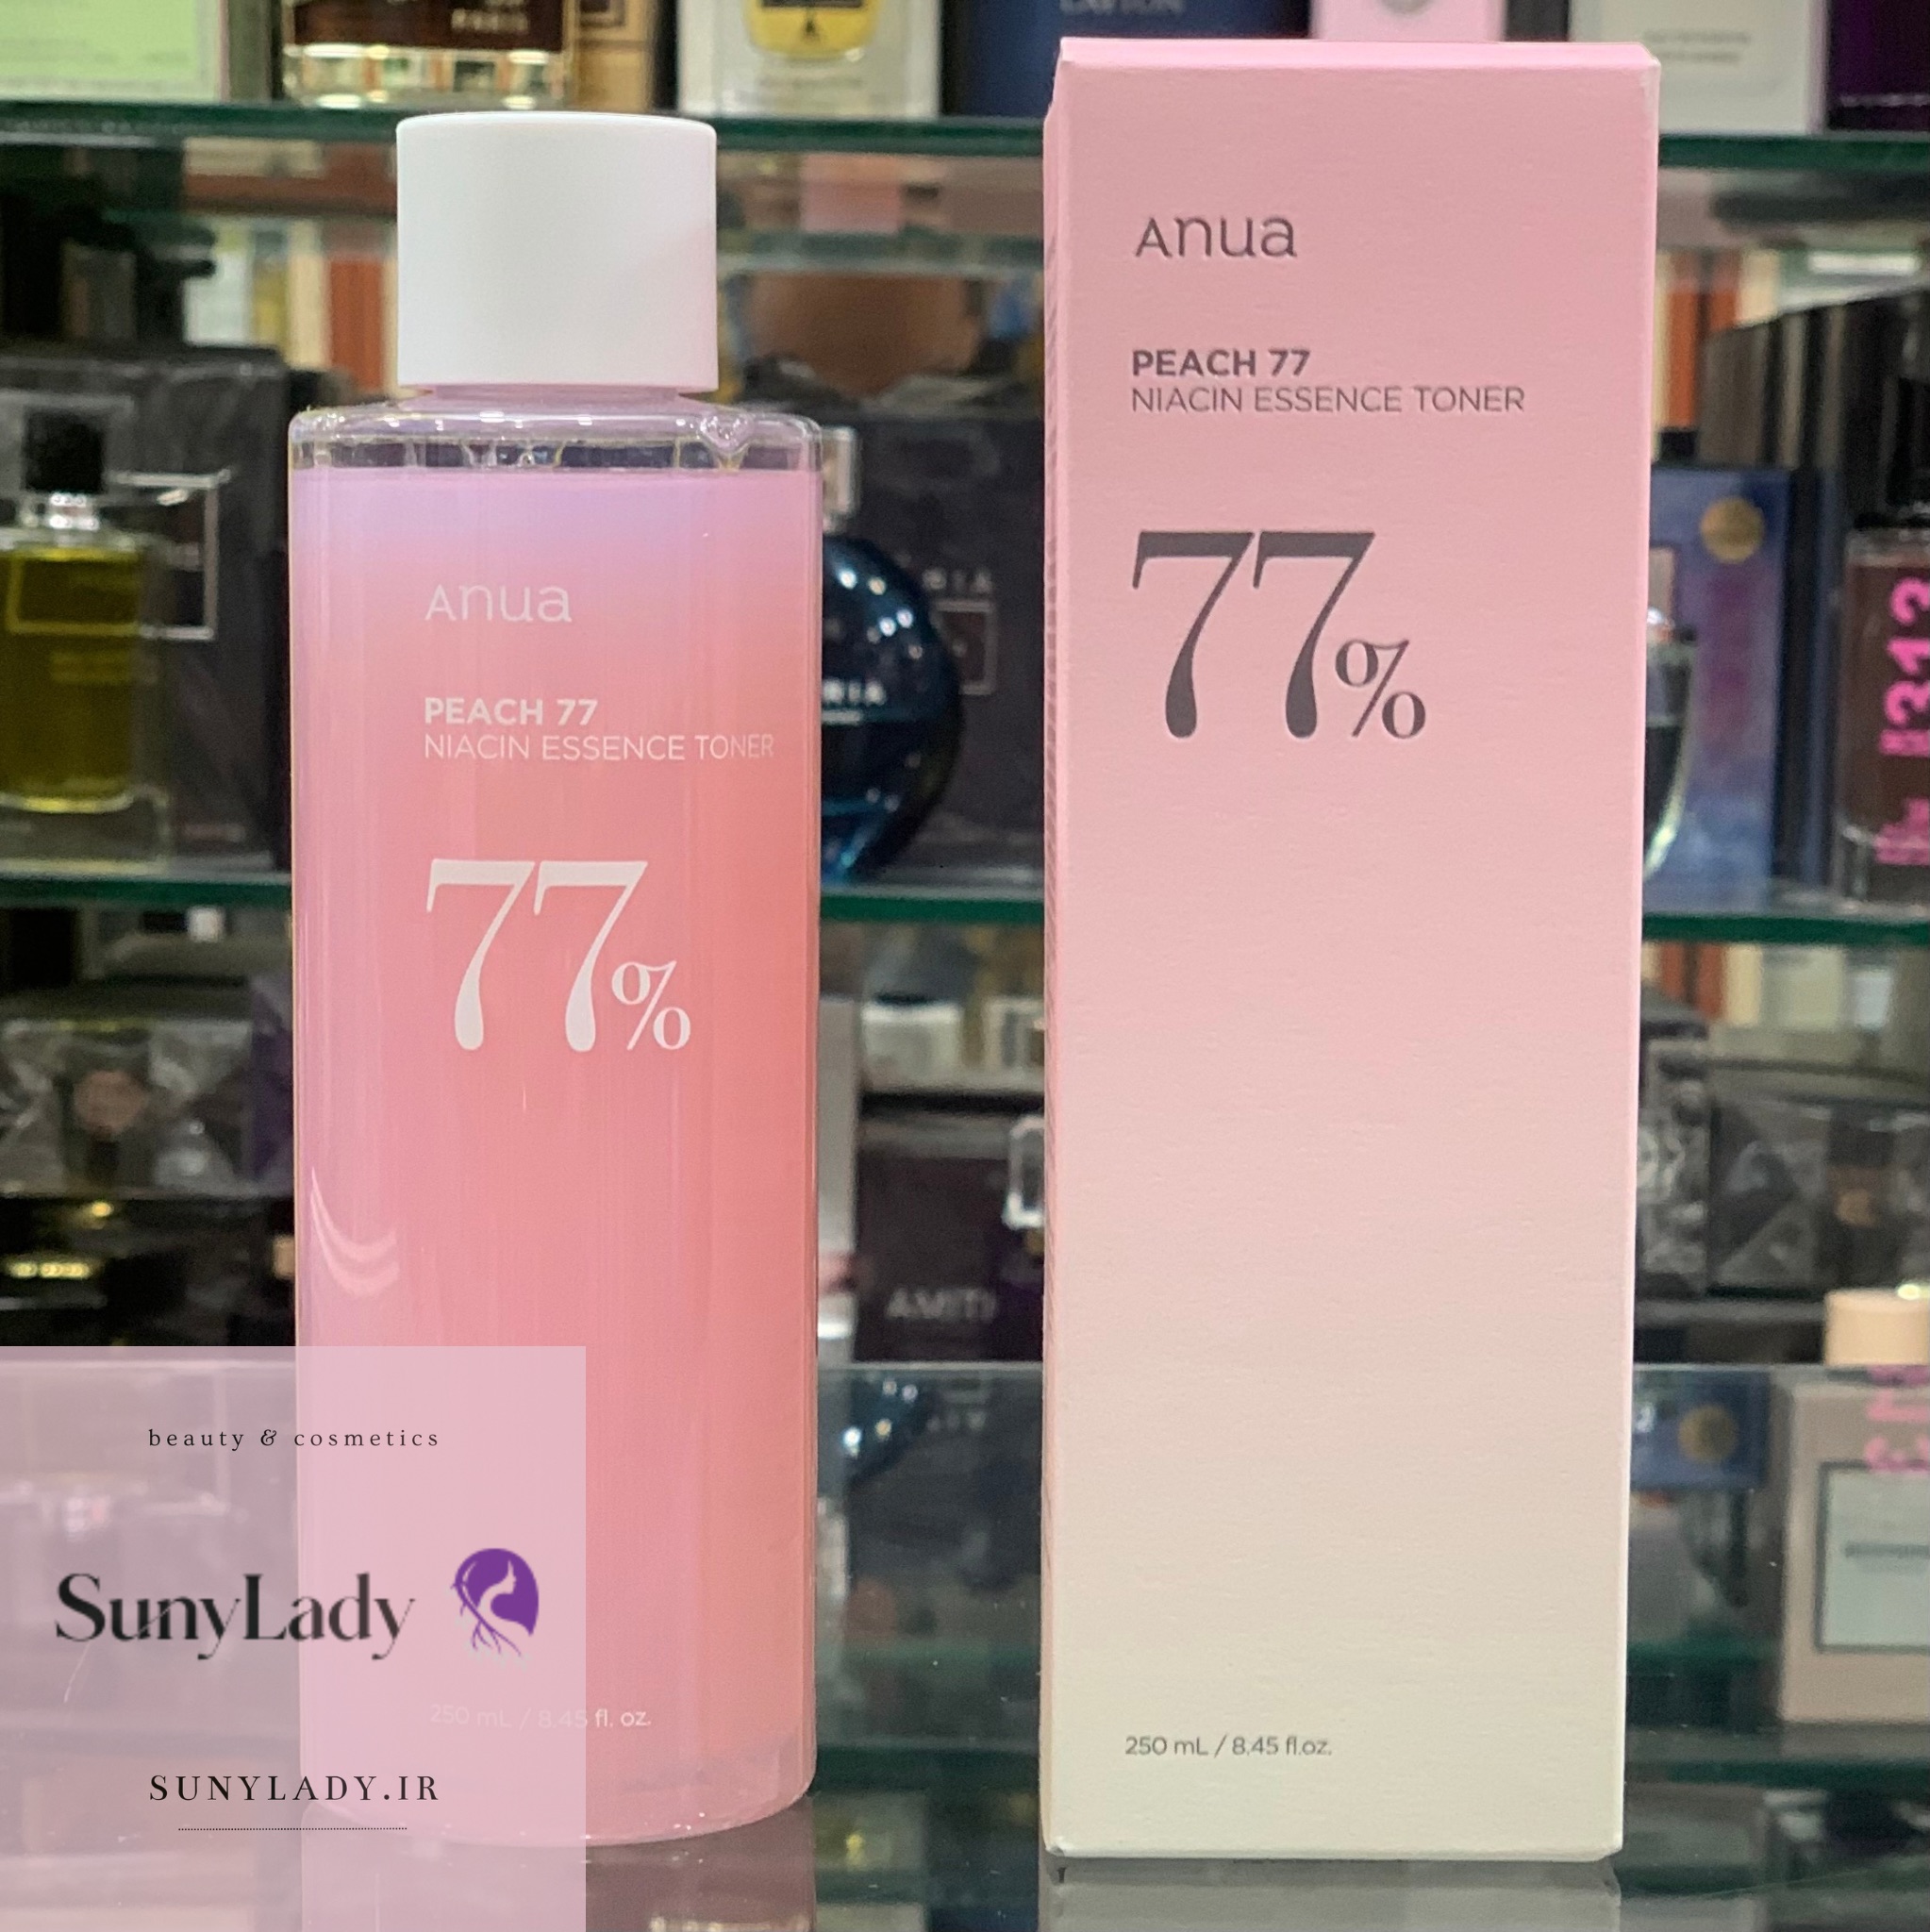 PARIS
Anua
PEACH 77
NIACIN ESSENCE TONER
77%
250 mL / 8.45 fl. oz.
Anua
PEACH 77
NIACIN ESSENCE TONER
77%
250 mL / 8.45 fl.oz.
beauty & cosmetics
SunyLady
SUNYLADY.IR